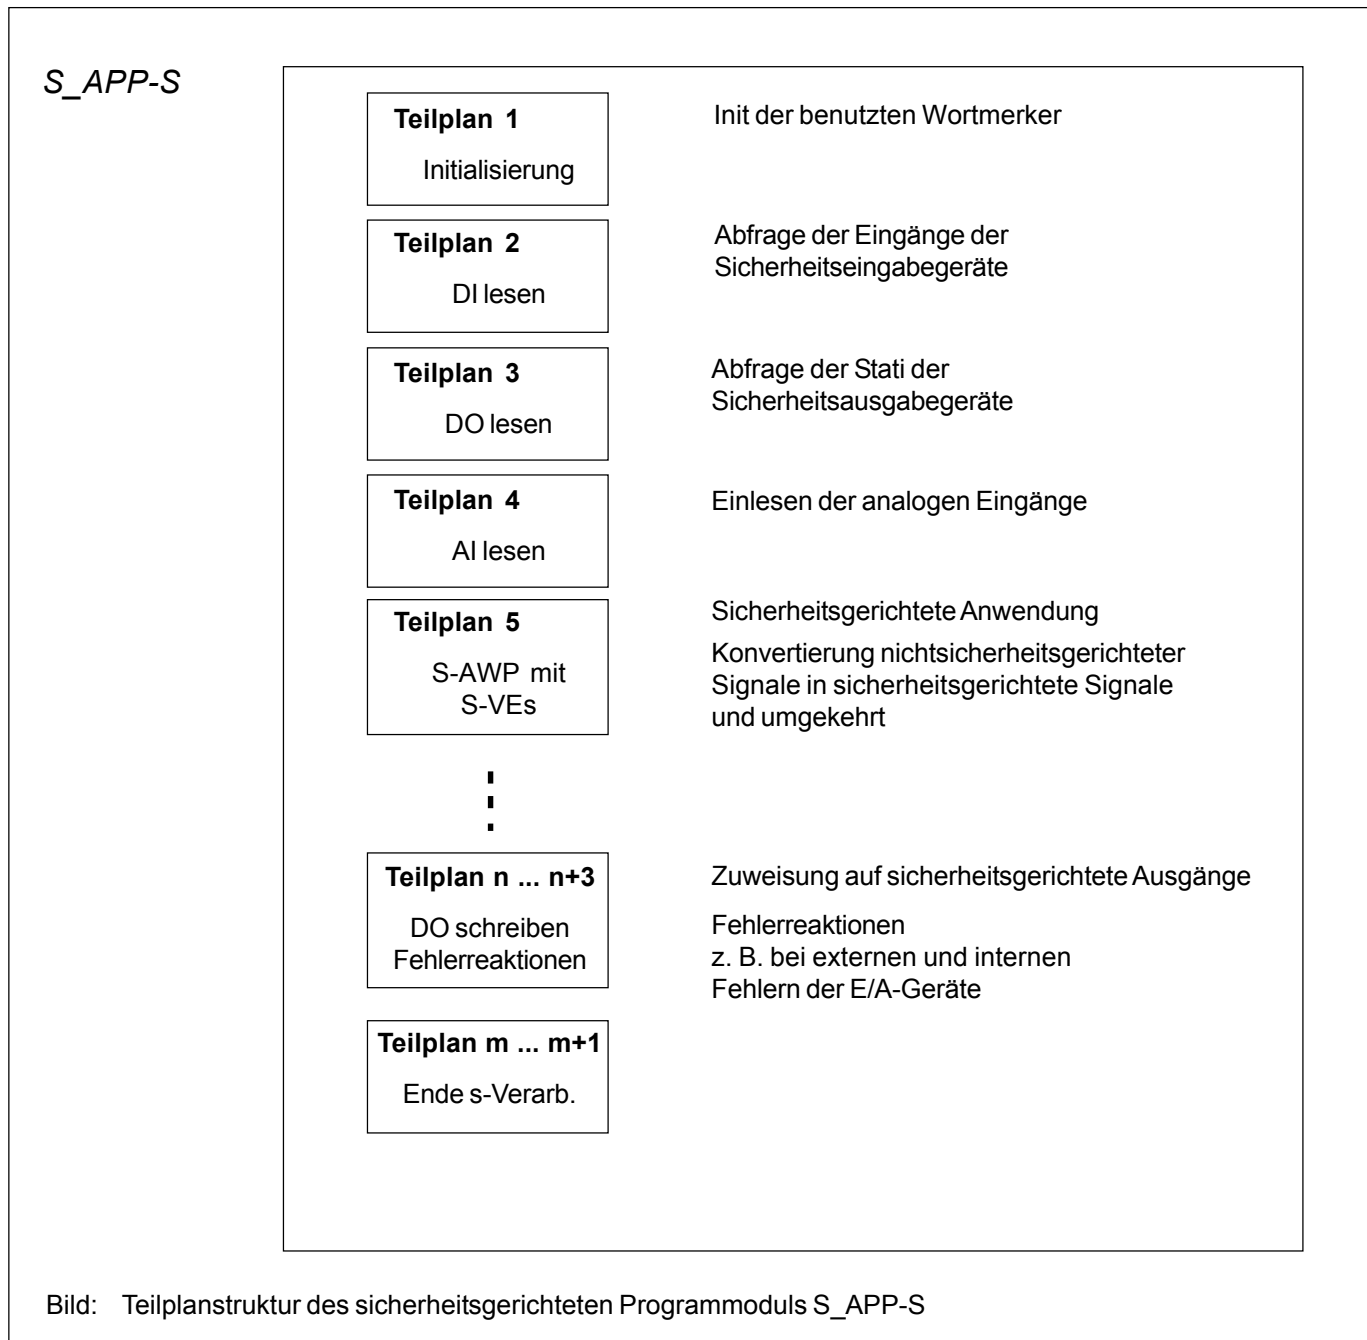 S_APP-S
Teilplan 1
Initialisierung
Init der benutzten Wortmerker
Teilplan 2
DI lesen
Abfrage der Eingänge der
Sicherheitseingabegeräte
Teilplan 3
DO lesen
Abfrage der Stati der
Sicherheitsausgabegeräte
Teilplan 4
AI lesen
Einlesen der analogen Eingänge
Teilplan 5
S-AWP mit
S-VEs
Sicherheitsgerichtete Anwendung
Konvertierung nichtsicherheitsgerichteter
Signale in sicherheitsgerichtete Signale
und umgekehrt
Teilplan n ... n+3
DO schreiben
Fehlerreaktionen
Zuweisung auf sicherheitsgerichtete Ausgänge
Fehlerreaktionen
z. B. bei externen und internen
Fehlern der E/A-Geräte
Teilplan m ... m+1
Ende s-Verarb.
Bild: Teilplanstruktur des sicherheitsgerichteten Programmoduls S_APP-S